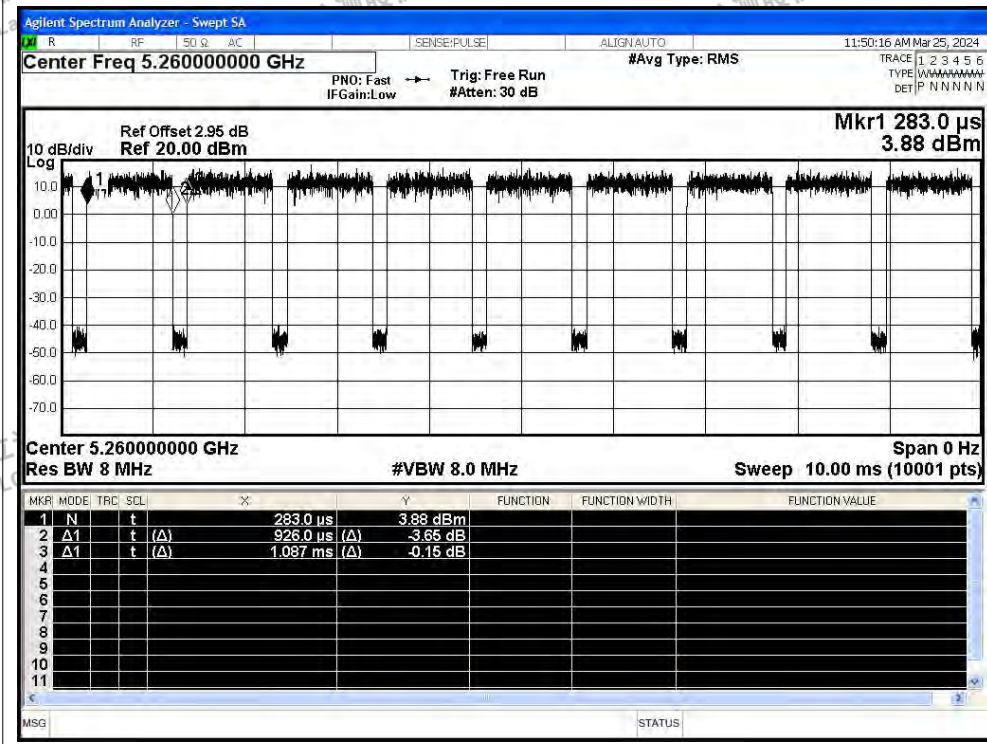 Agilent Spectrum Analyzer - Swept SA
R RF 50 Ω AC SENSE:PULSE ALIGN AUTO 11:50:16 AM Mar 25, 2024
Center Freq 5.260000000 GHz #Avg Type: RMS TRACE 1 2 3 4 5 6
PNO: Fast Trig: Free Run TYPE WWWWWW
IFGain:Low #Atten: 30 dB DET P N N N N N
Mkr1 283.0 µs
3.88 dBm
Ref Offset 2.95 dB
10 dB/div Ref 20.00 dBm
Log
10.0
0.00
-10.0
-20.0
-30.0
-40.0
-50.0
-60.0
-70.0
1
2
Center 5.260000000 GHz Span 0 Hz
Res BW 8 MHz #VBW 8.0 MHz Sweep 10.00 ms (10001 pts)
MKR MODE TRC SCL X Y FUNCTION FUNCTION WIDTH FUNCTION VALUE
1 N t 283.0 µs 3.88 dBm
2 Δ1 t (Δ) 926.0 µs (Δ) -3.65 dB
3 Δ1 t (Δ) 1.087 ms (Δ) -0.15 dB
4
5
6
7
8
9
10
11
MSG STATUS